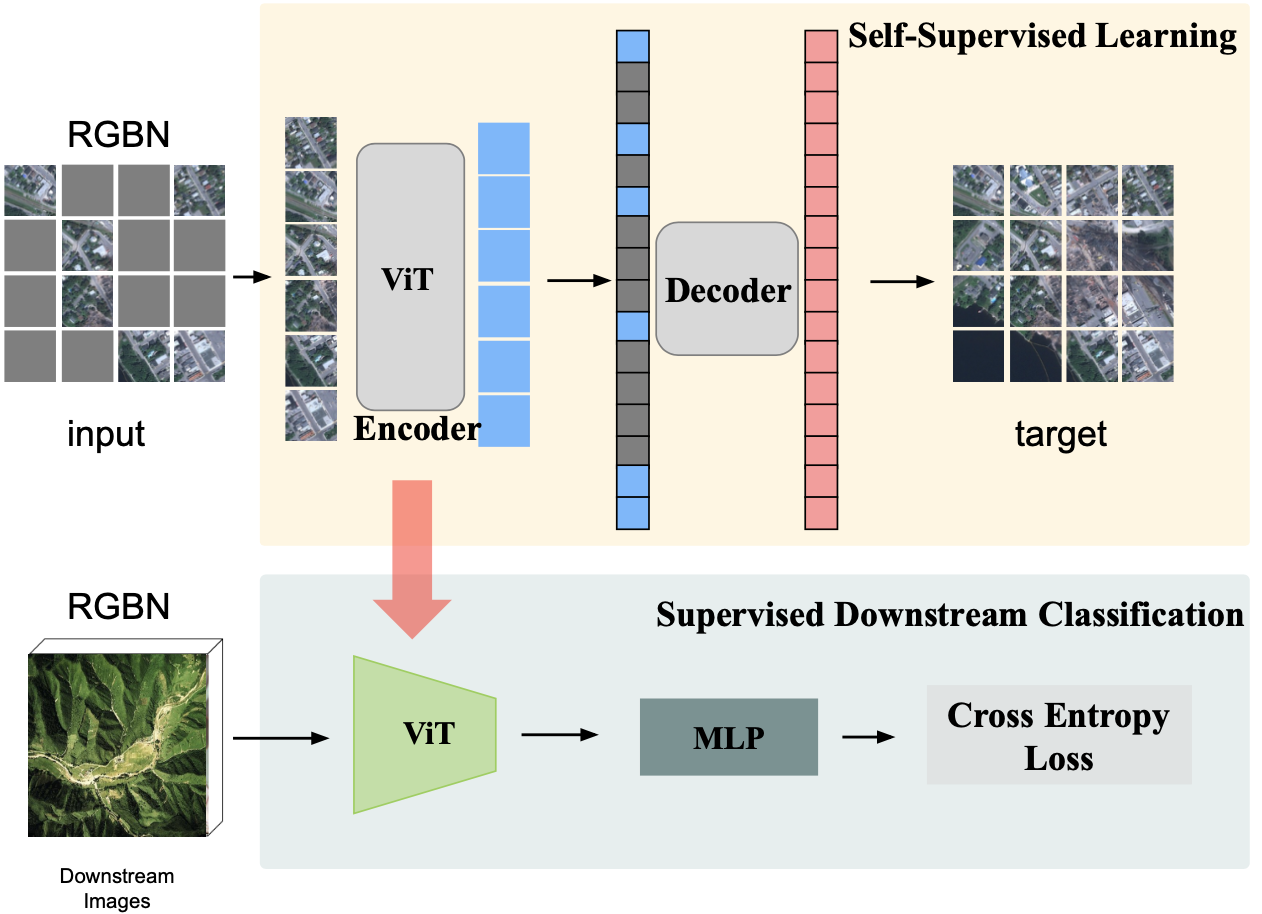 Self-Supervised Learning
RGBN
ViT
Decoder
Encoder
input
target
RGBN
Supervised Downstream Classification
ViT
MLP
Cross Entropy
Loss
Downstream
Images